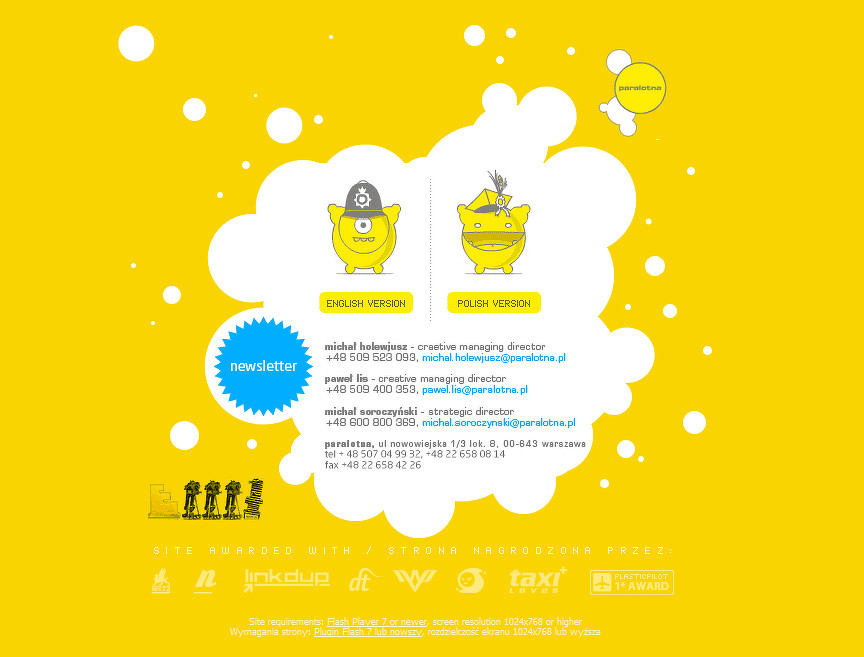 paralotna
ENGLISH VERSION
POLISH VERSION
newsletter
michał holewjusz - craetive managing director
+48 509 523 093, michal.holewjusz@paralotna.pl
paweł lis - creative managing director
+48 509 400 353, pawel.lis@paralotna.pl
michał soroczyński - strategic director
+48 600 800 369, michal.soroczynski@paralotna.pl
paralotna, ul nowowiejska 1/3 lok. 8, 00-643 warszawa
tel + 48 507 04 99 32, +48 22 658 08 14
fax +48 22 658 42 26
SITE AWARDED WITH / STRONA NAGRODZONA PRZEZ:
n
linkdup
dt
W
taxi+
LOVES
PLASTICPILOT
1* AWARD
Site requirements: Flash Player 7 or newer, screen resolution 1024x768 or higher
Wymagania strony: Plugin Flash 7 lub nowszy, rozdzielczość ekranu 1024x768 lub wyższa